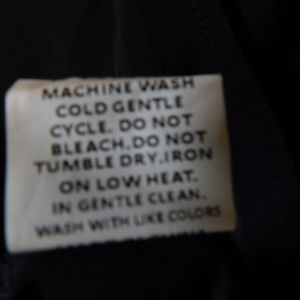 MACHINE WASH
COLD GENTLE
CYCLE. DO NOT
BLEACH.DO NOT
TUMBLE DRY.IRON
ON LOW HEAT.
IN GENTLE CLEAN.
WASH WITH LIKE COLORS